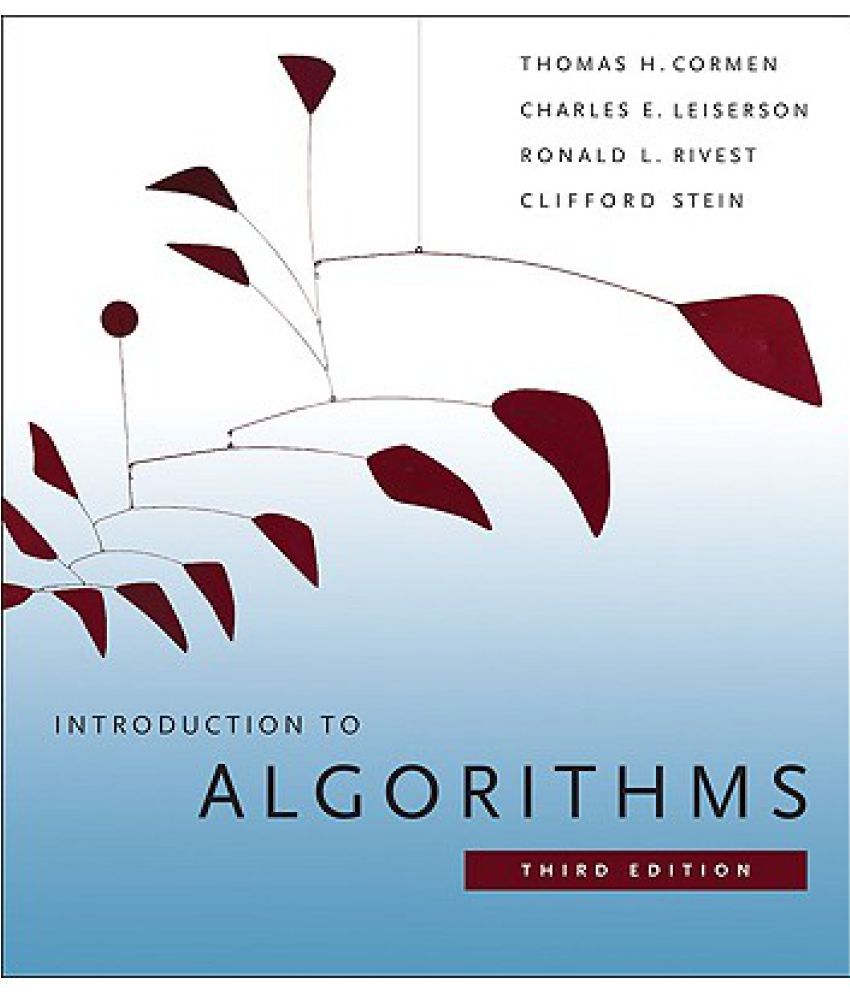 THOMAS H. CORMEN
CHARLES E. LEISERSON
RONALD L. RIVEST
CLIFFORD STEIN
INTRODUCTION TO
ALGORITHMS
THIRD EDITION